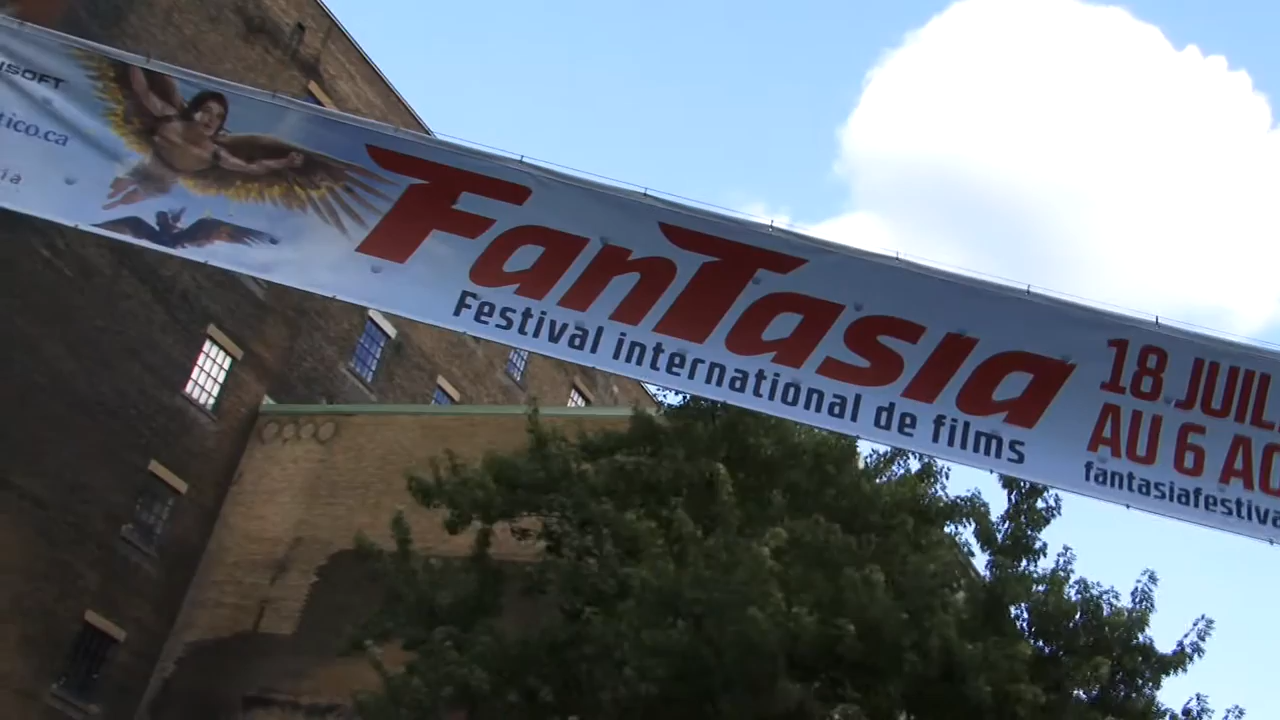 Fantasia
Festival international de films
18 JUIL
AU 6 AO
fantasiafestiva